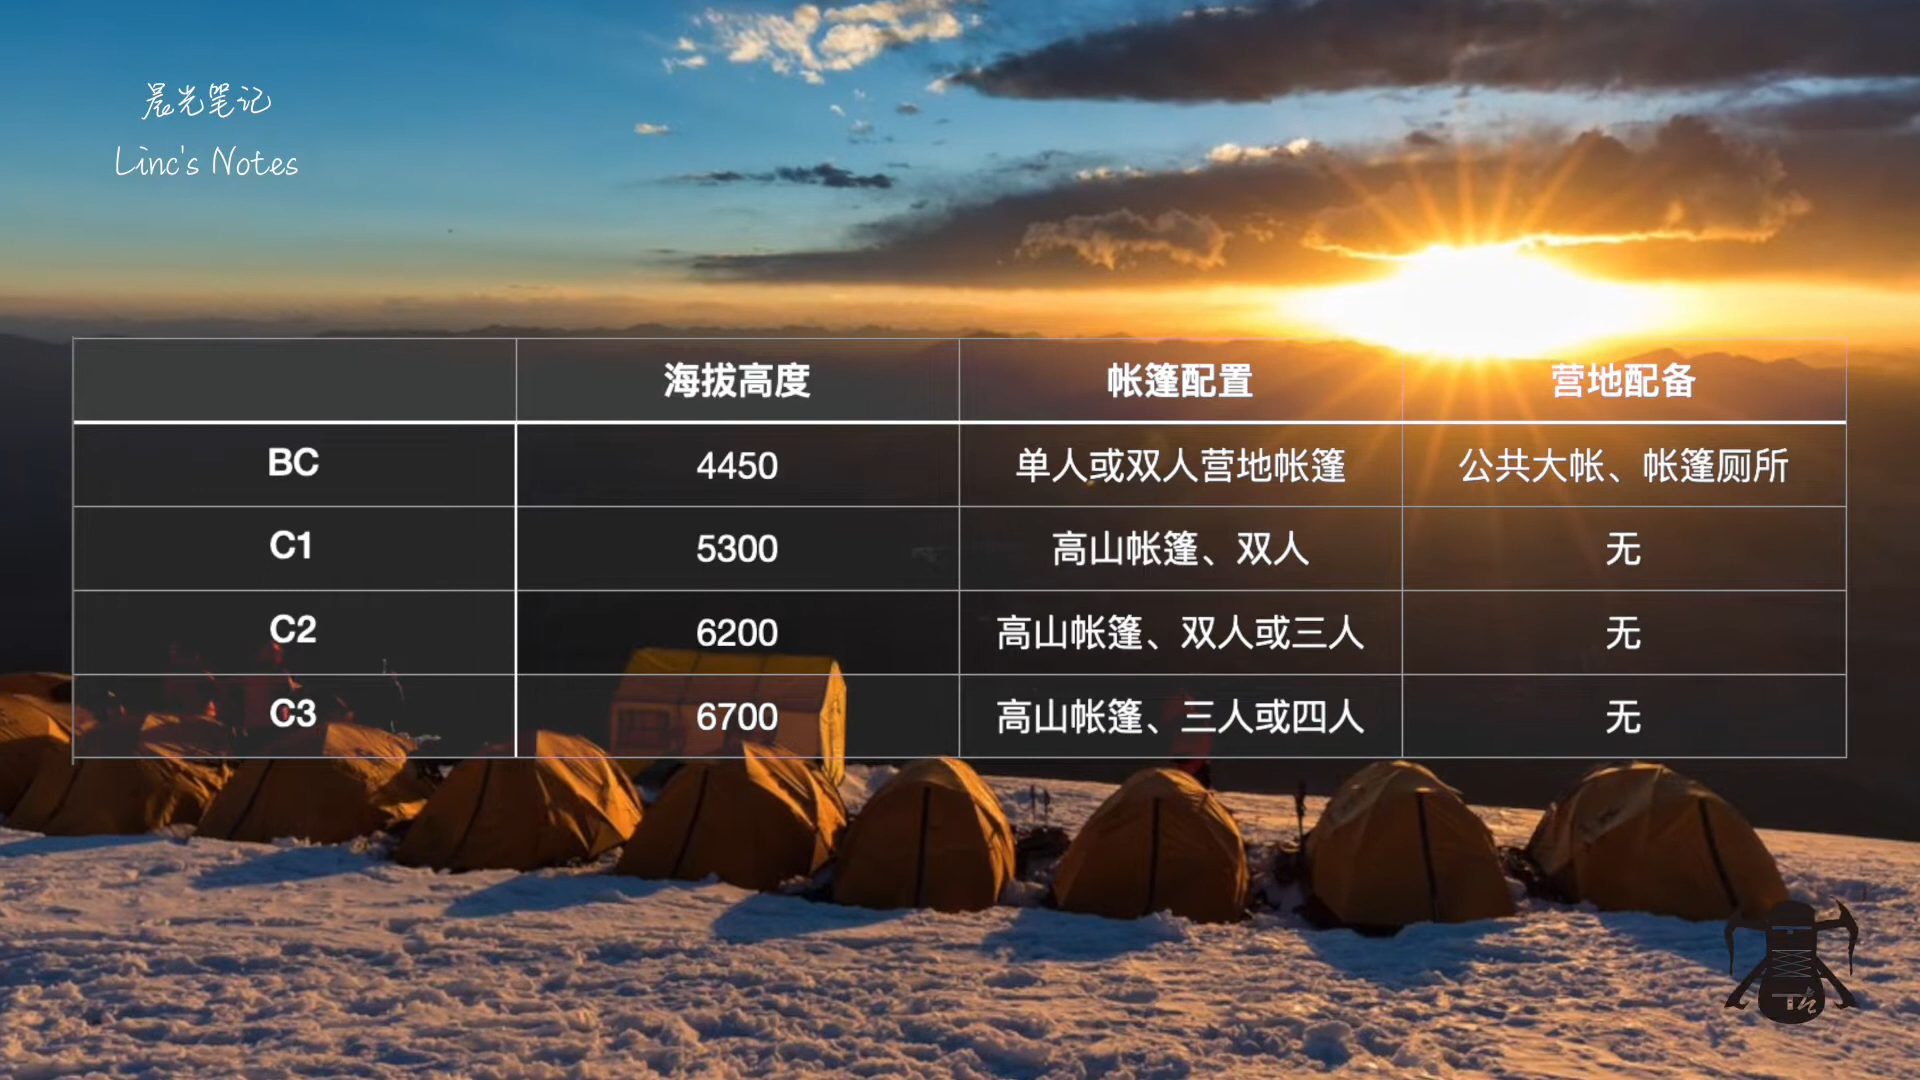 晨光笔记
Linc's Notes
海拔高度 帐篷配置 营地配备
BC 4450 单人或双人营地帐篷 公共大帐、帐篷厕所
C1 5300 高山帐篷、双人 无
C2 6200 高山帐篷、双人或三人 无
C3 6700 高山帐篷、三人或四人 无